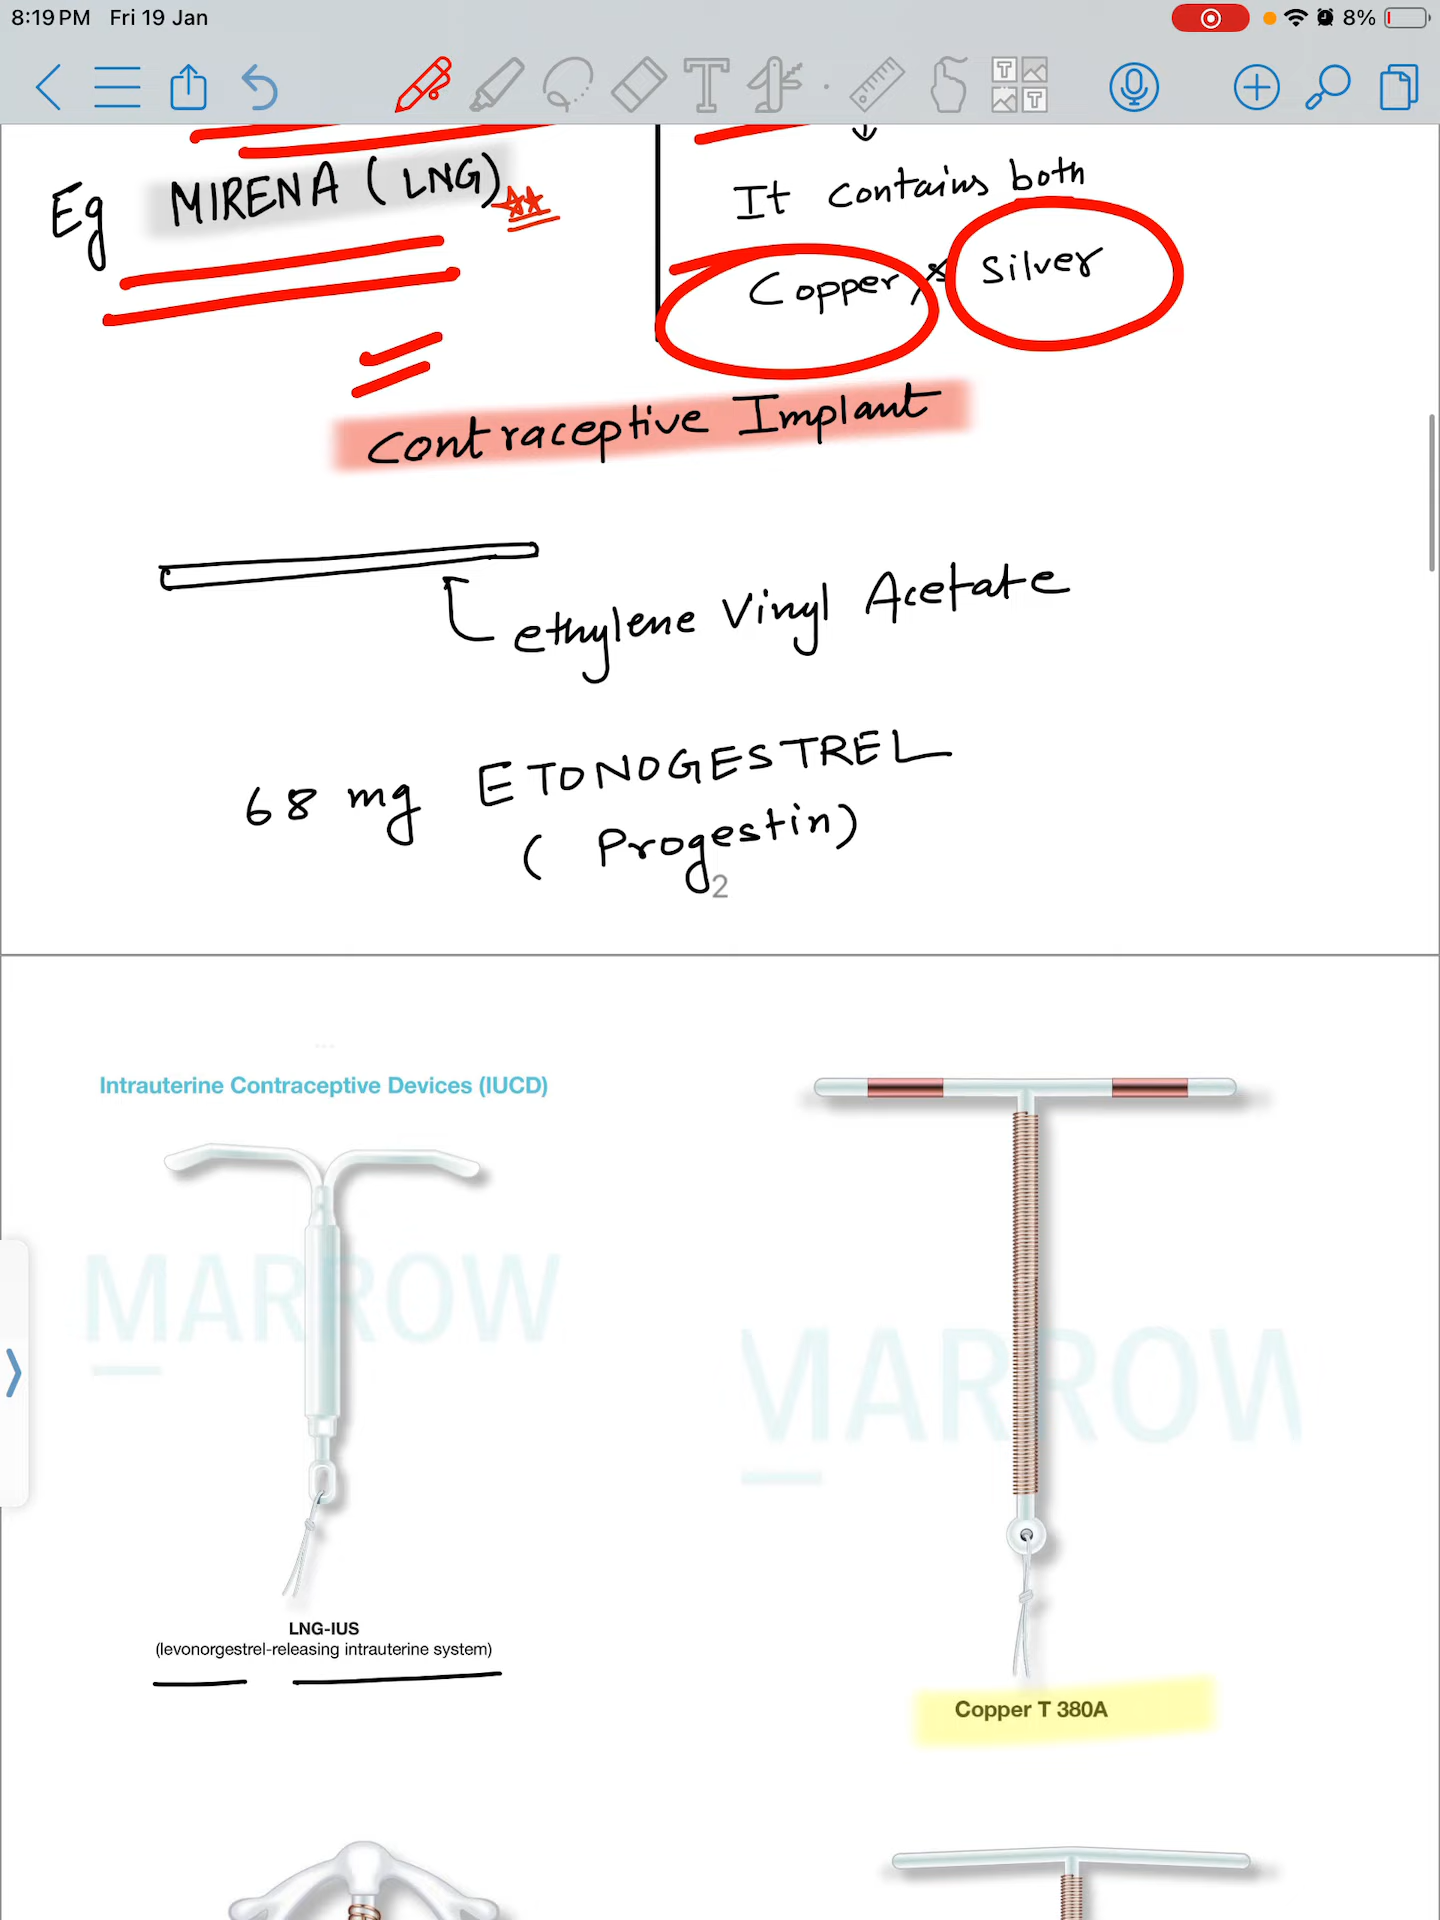 8:19 PM Fri 19 Jan
8%
Eg MIRENA (LNG)
It contains both
Copper & Silver
Contraceptive Implant
ethylene Vinyl Acetate
68 mg ETONOGESTREL
( Progestin)
2
Intrauterine Contraceptive Devices (IUCD)
MARROW
MARROW
LNG-IUS
(levonorgestrel-releasing intrauterine system)
Copper T 380A